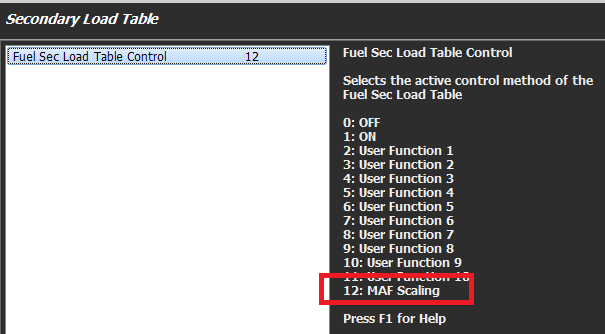 Secondary Load Table
Fuel Sec Load Table Control 12
Fuel Sec Load Table Control
Selects the active control method of the
Fuel Sec Load Table
0: OFF
1: ON
2: User Function 1
3: User Function 2
4: User Function 3
5: User Function 4
6: User Function 5
7: User Function 6
8: User Function 7
9: User Function 8
10: User Function 9
11: User Function 10
12: MAF Scaling
Press F1 for Help